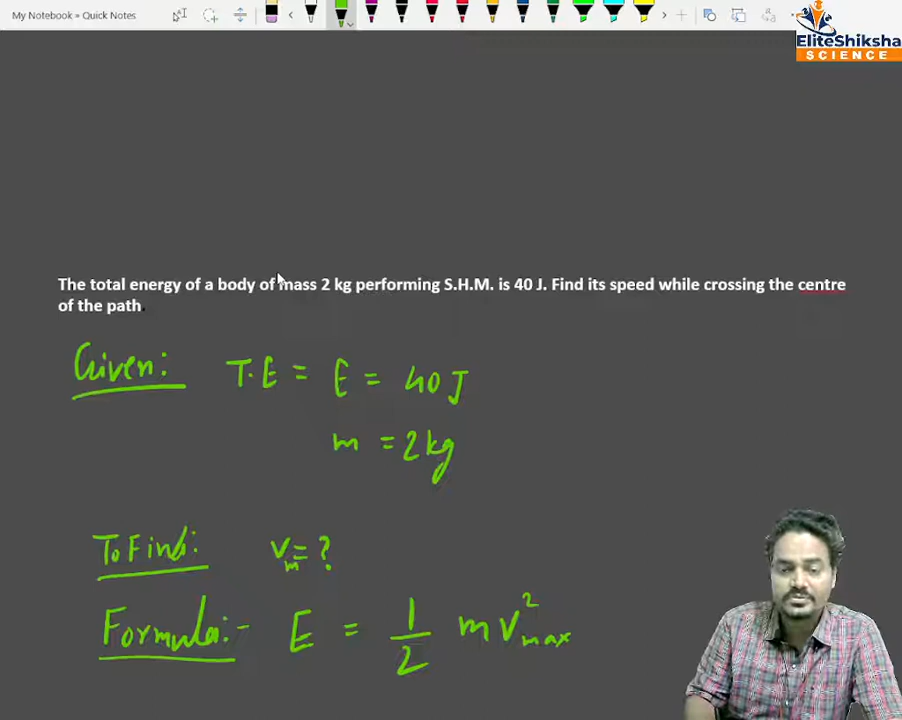 My Notebook » Quick Notes
EliteShiksha
SCIENCE
The total energy of a body of mass 2 kg performing S.H.M. is 40 J. Find its speed while crossing the centre
of the path.
Given: T.E = E = 40 J
m = 2 kg
To Find: vm = ?
Formula:- E = 1/2 m v²max